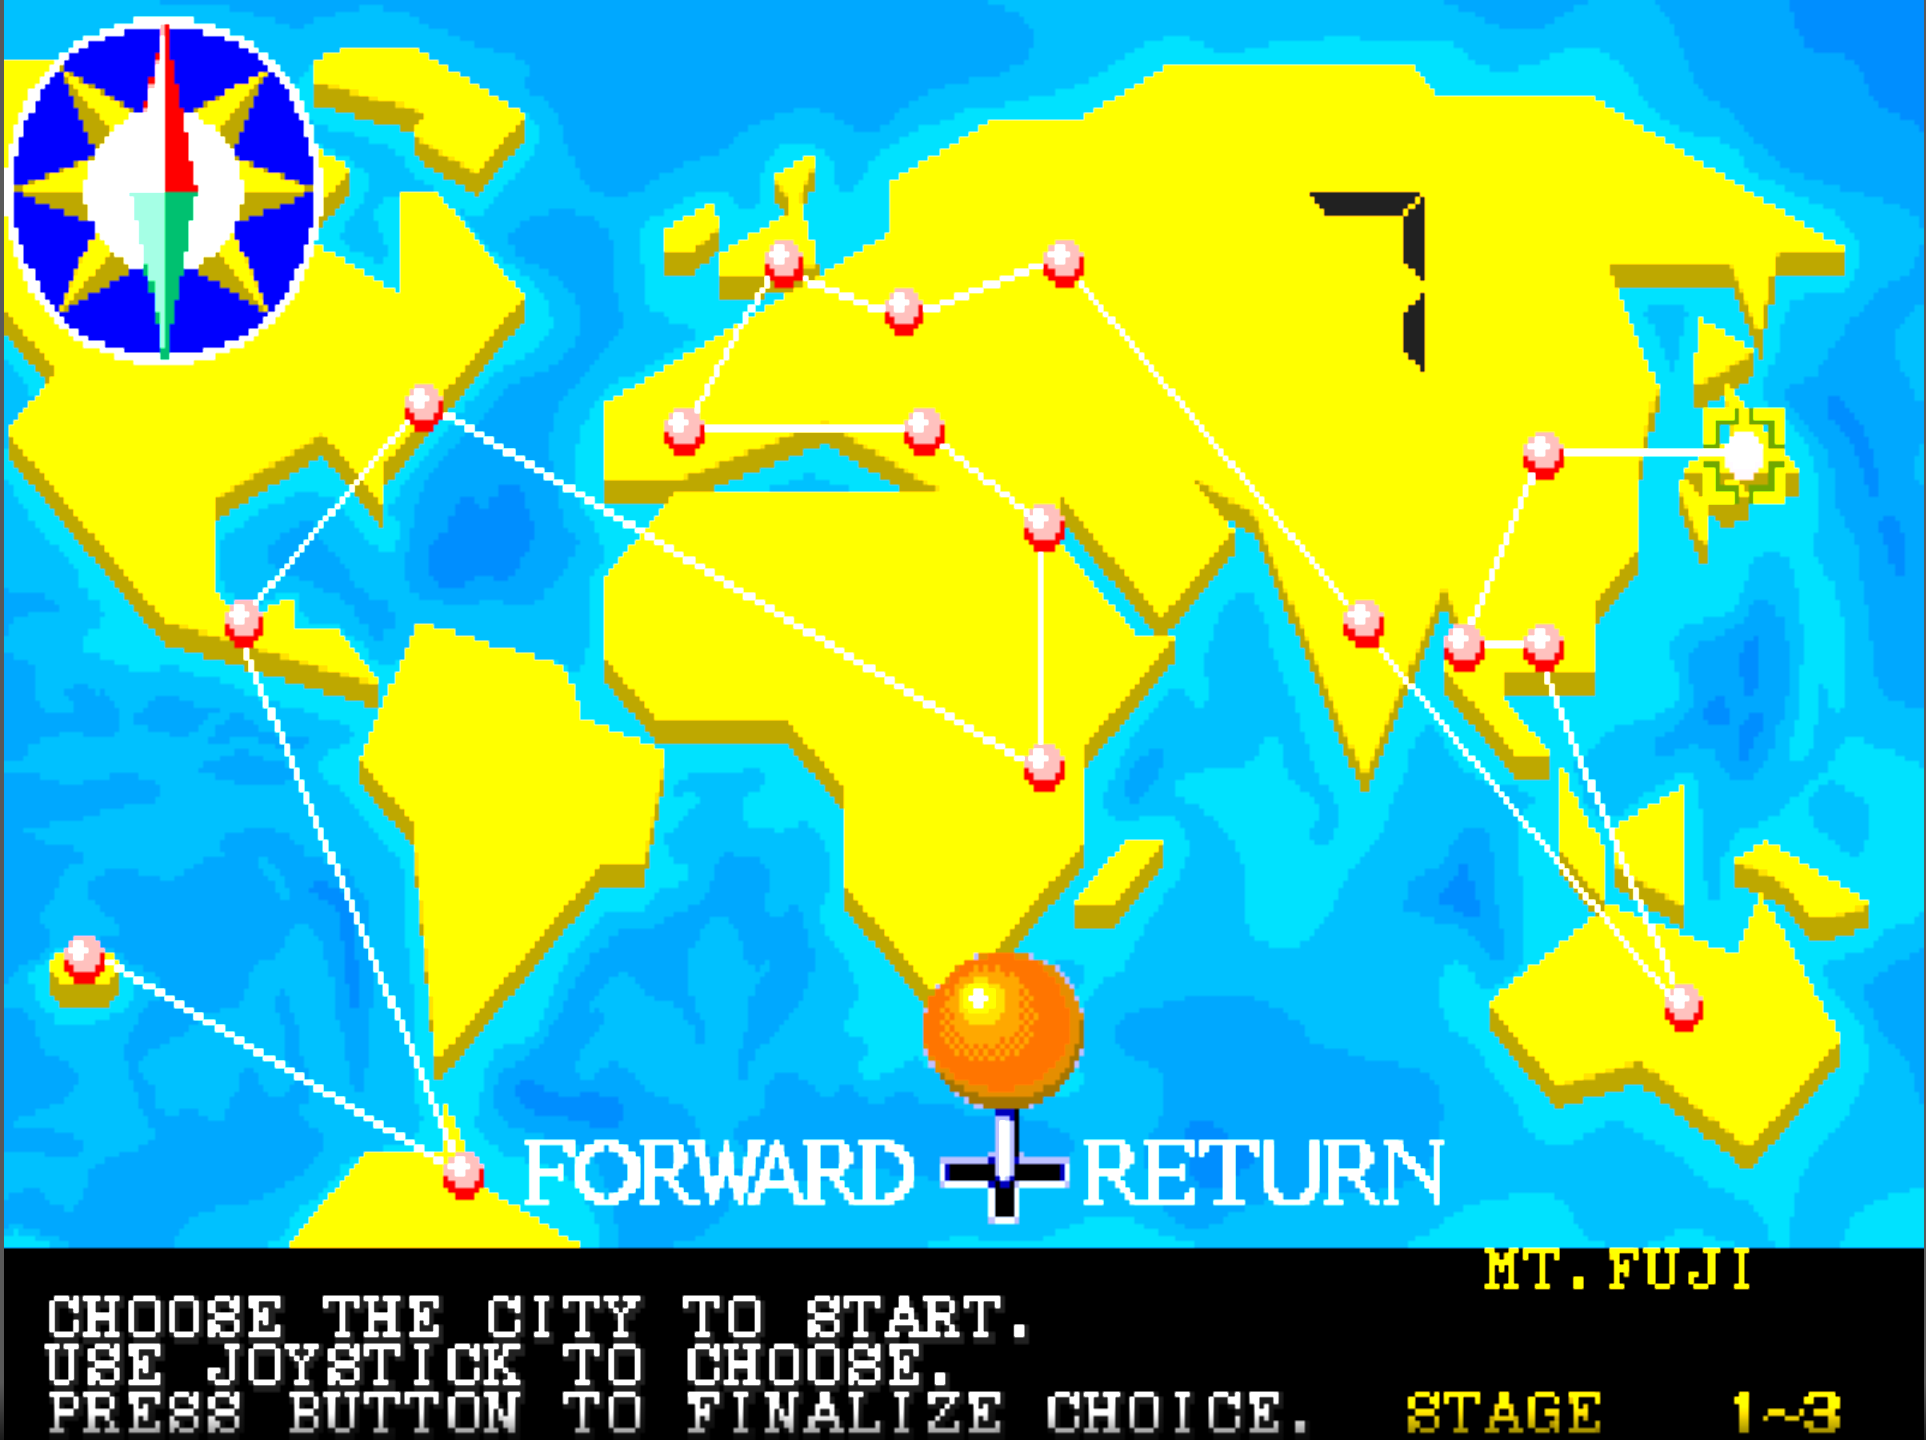 7
FORWARD RETURN
MT.FUJI
CHOOSE THE CITY TO START.
USE JOYSTICK TO CHOOSE.
PRESS BUTTON TO FINALIZE CHOICE. STAGE 1~3